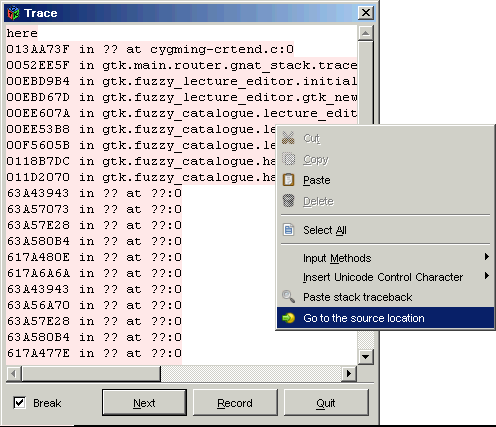 Trace
here
013AA73F in ?? at cygming-crtend.c:0
0052EE5F in gtk.main.router.gnat_stack.trace
00EBD9B4 in gtk.fuzzy_lecture_editor.initial
00EBD67D in gtk.fuzzy_lecture_editor.gtk_new
00EE607A in gtk.fuzzy_catalogue.lecture_edit
00EE53B8 in gtk.fuzzy_catalogue.le
00F5605B in gtk.fuzzy_catalogue.le
0118B7DC in gtk.fuzzy_catalog.ha
011D2070 in gtk.fuzzy_catalog.ha
63A43943 in ?? at ??:0
63A57073 in ?? at ??:0
63A57E28 in ?? at ??:0
63A580B4 in ?? at ??:0
617A480E in ?? at ??:0
617A6A6A in ?? at ??:0
63A43943 in ?? at ??:0
63A56A70 in ?? at ??:0
63A57E28 in ?? at ??:0
63A580B4 in ?? at ??:0
617A477E in ?? at ??:0
Cut
Copy
Paste
Delete
Select All
Input Methods
Insert Unicode Control Character
Paste stack traceback
Go to the source location
Break
Next
Record
Quit